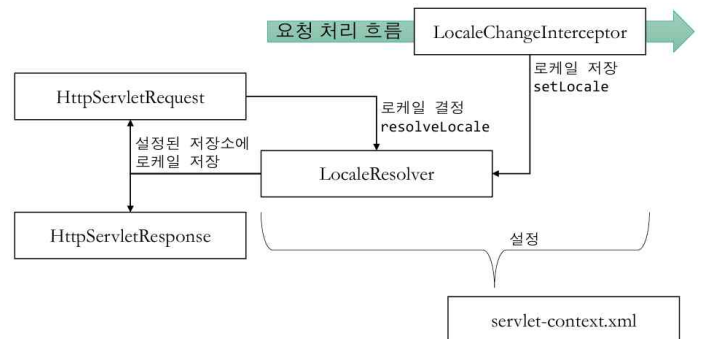 요청 처리 흐름
LocaleChangeInterceptor
로케일 저장
setLocale
HttpServletRequest
로케일 결정
resolveLocale
설정된 저장소에
로케일 저장
LocaleResolver
HttpServletResponse
설정
servlet-context.xml